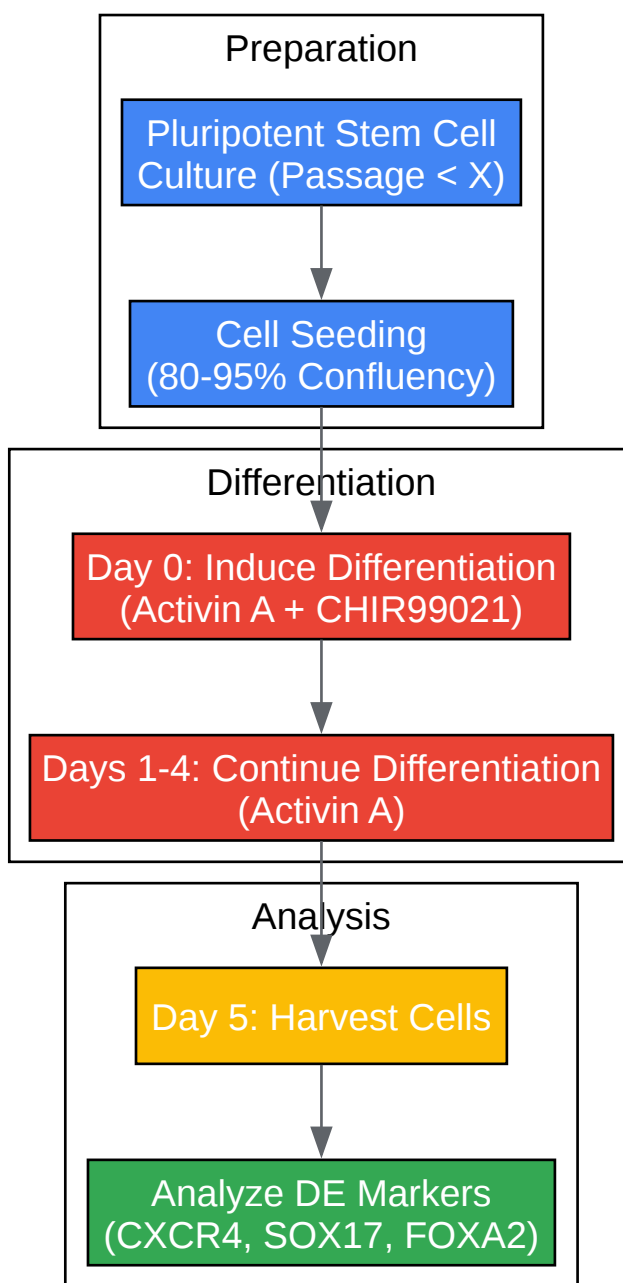 Preparation
Pluripotent Stem Cell
Culture (Passage < X)
Cell Seeding
(80-95% Confluency)
Differentiation
Day 0: Induce Differentiation
(Activin A + CHIR99021)
Days 1-4: Continue Differentiation
(Activin A)
Analysis
Day 5: Harvest Cells
Analyze DE Markers
(CXCR4, SOX17, FOXA2)